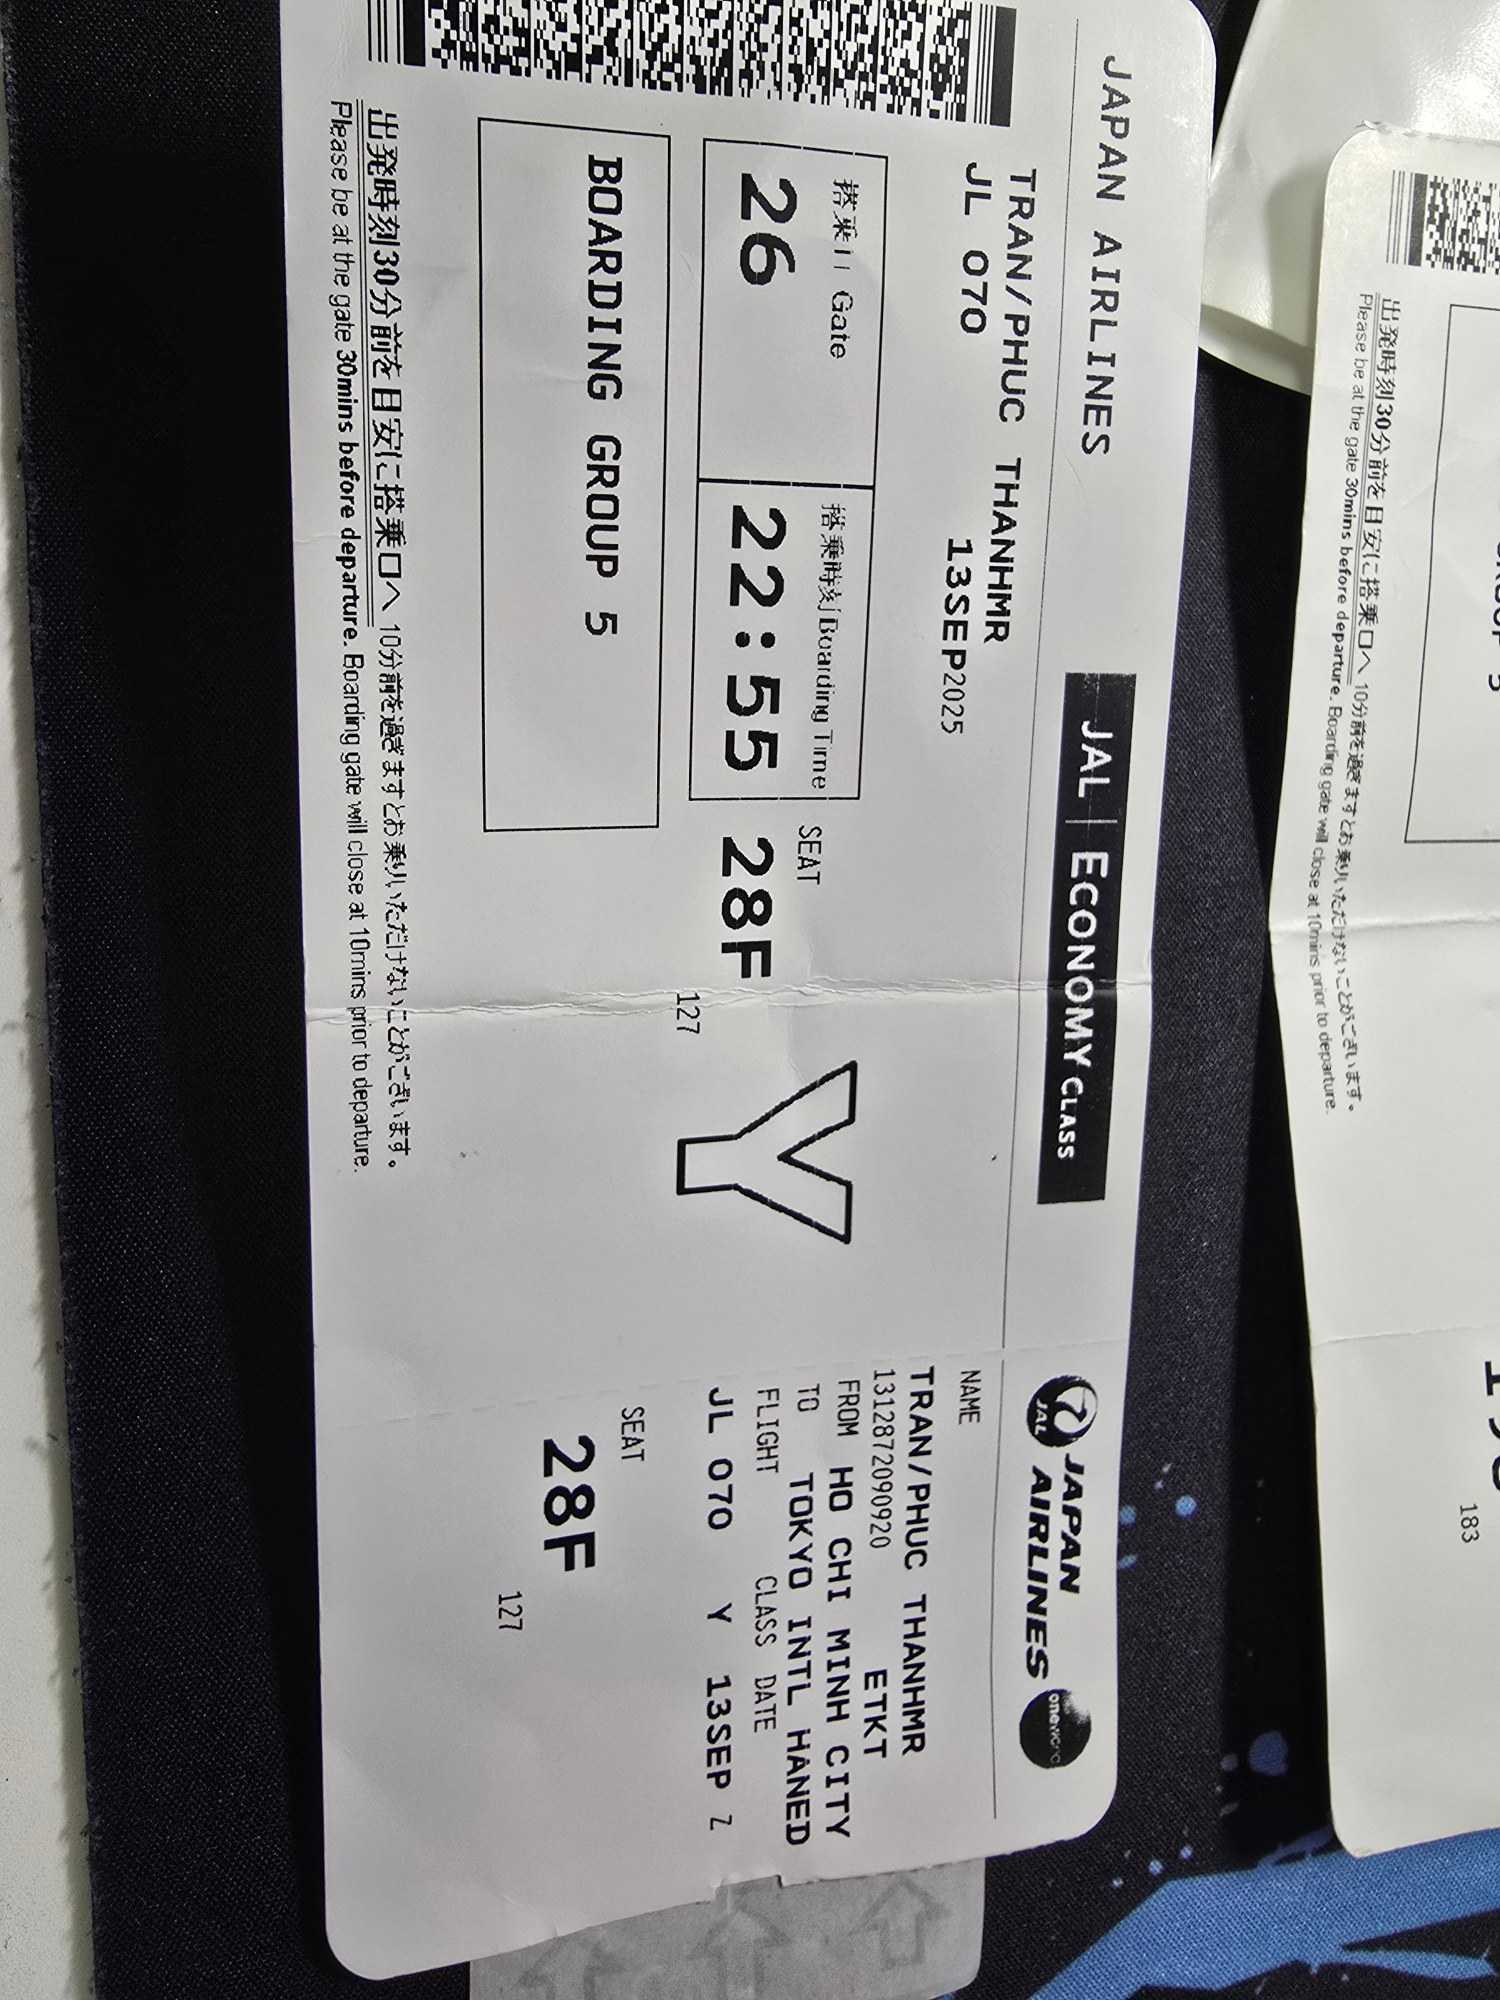 JAPAN AIRLINES
JAL ECONOMY CLASS
TRAN/PHUC THANHMR
JL 070 13SEP2025
Gate
26
搭乗時刻/Boarding Time
22:55
SEAT
28F
127
BOARDING GROUP 5
Y
出発時刻30分前を目安に搭乗口へ 10分前を過ぎますとお乗りいただけないことがございます。
Please be at the gate 30mins before departure. Boarding gate will close at 10mins prior to departure.
JAL
JAPAN
AIRLINES
oneworld
NAME
TRAN/PHUC THANHMR
1312872090920 ETKT
FROM HO CHI MINH CITY
TO TOKYO INTL HANED
FLIGHT CLASS DATE
JL 070 Y 13SEP Z
SEAT
28F
127
5
出発時刻30分前を目安に搭乗口へ 10分前を過ぎますとお乗りいただけないことがございます。
Please be at the gate 30mins before departure. Boarding gate will close at 10mins prior to departure.
183